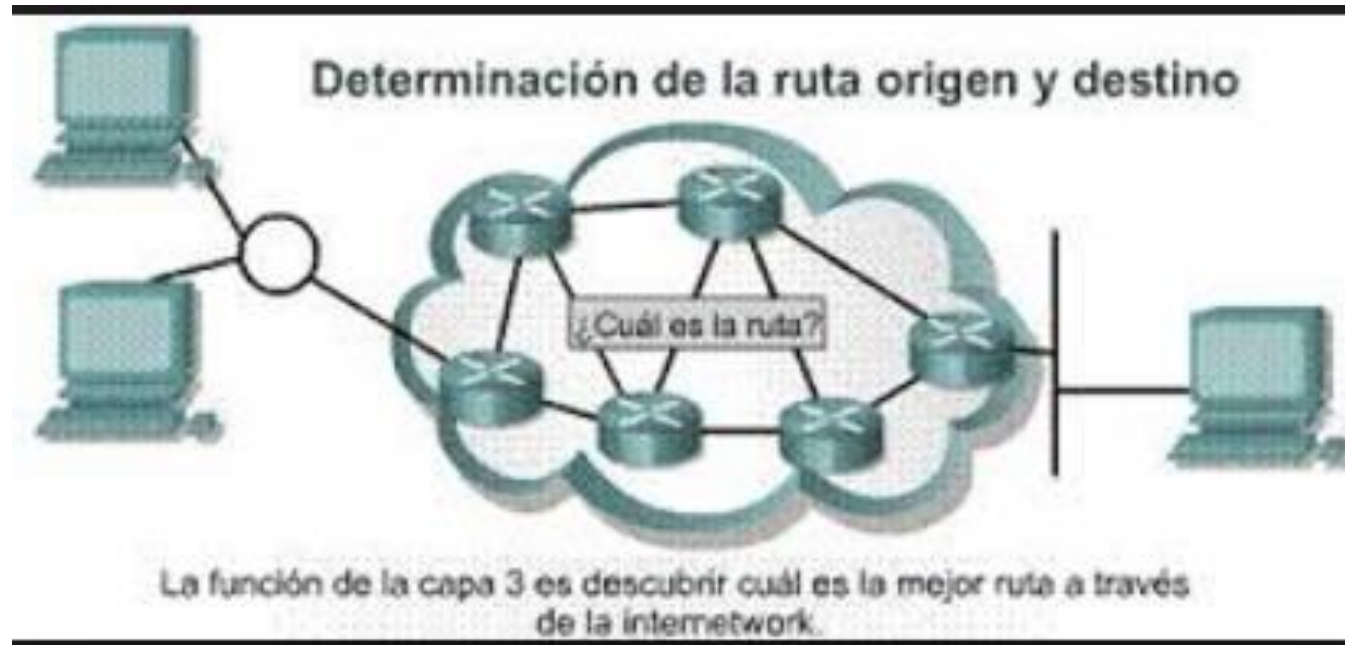 Determinación de la ruta origen y destino
¿Cuál es la ruta?
La función de la capa 3 es descubrir cuál es la mejor ruta a través
de la internetwork.